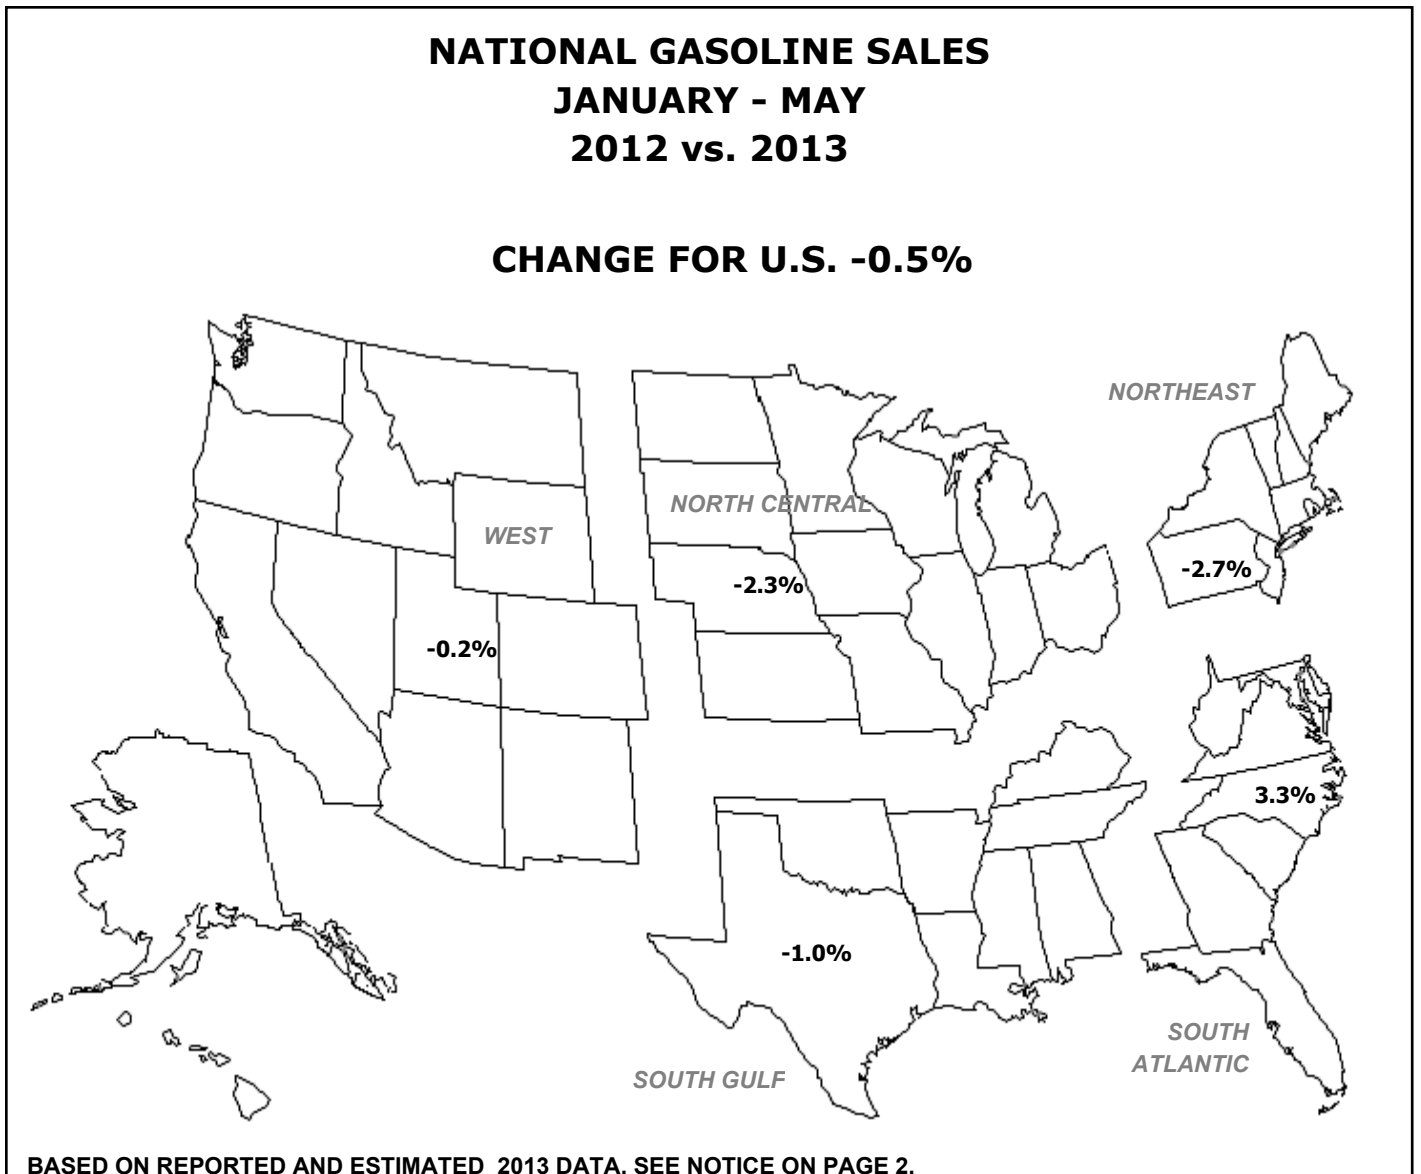 NATIONAL GASOLINE SALES
JANUARY - MAY
2012 vs. 2013
CHANGE FOR U.S. -0.5%
NORTHEAST
NORTH CENTRAL
WEST
-2.7%
-2.3%
-0.2%
3.3%
-1.0%
SOUTH
ATLANTIC
SOUTH GULF
BASED ON REPORTED AND ESTIMATED  2013 DATA. SEE NOTICE ON PAGE 2.